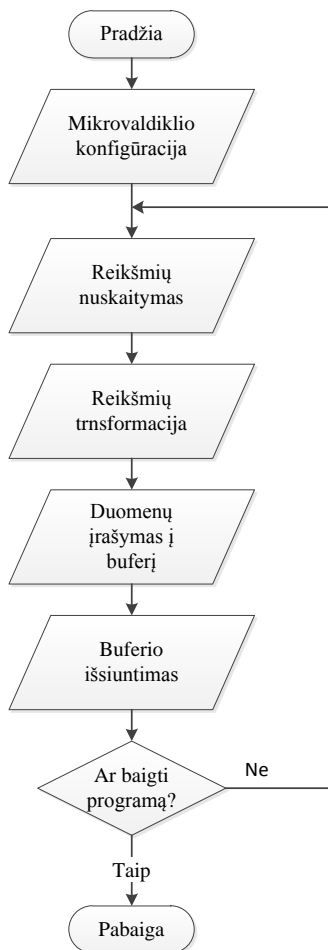 Pradžia
Mikrovaldiklio
konfigūracija
Reikšmių
nuskaitymas
Reikšmių
trnsformacija
Duomenų
įrašymas į
buferį
Buferio
išsiuntimas
Ar baigti
programą?
Ne
Taip
Pabaiga